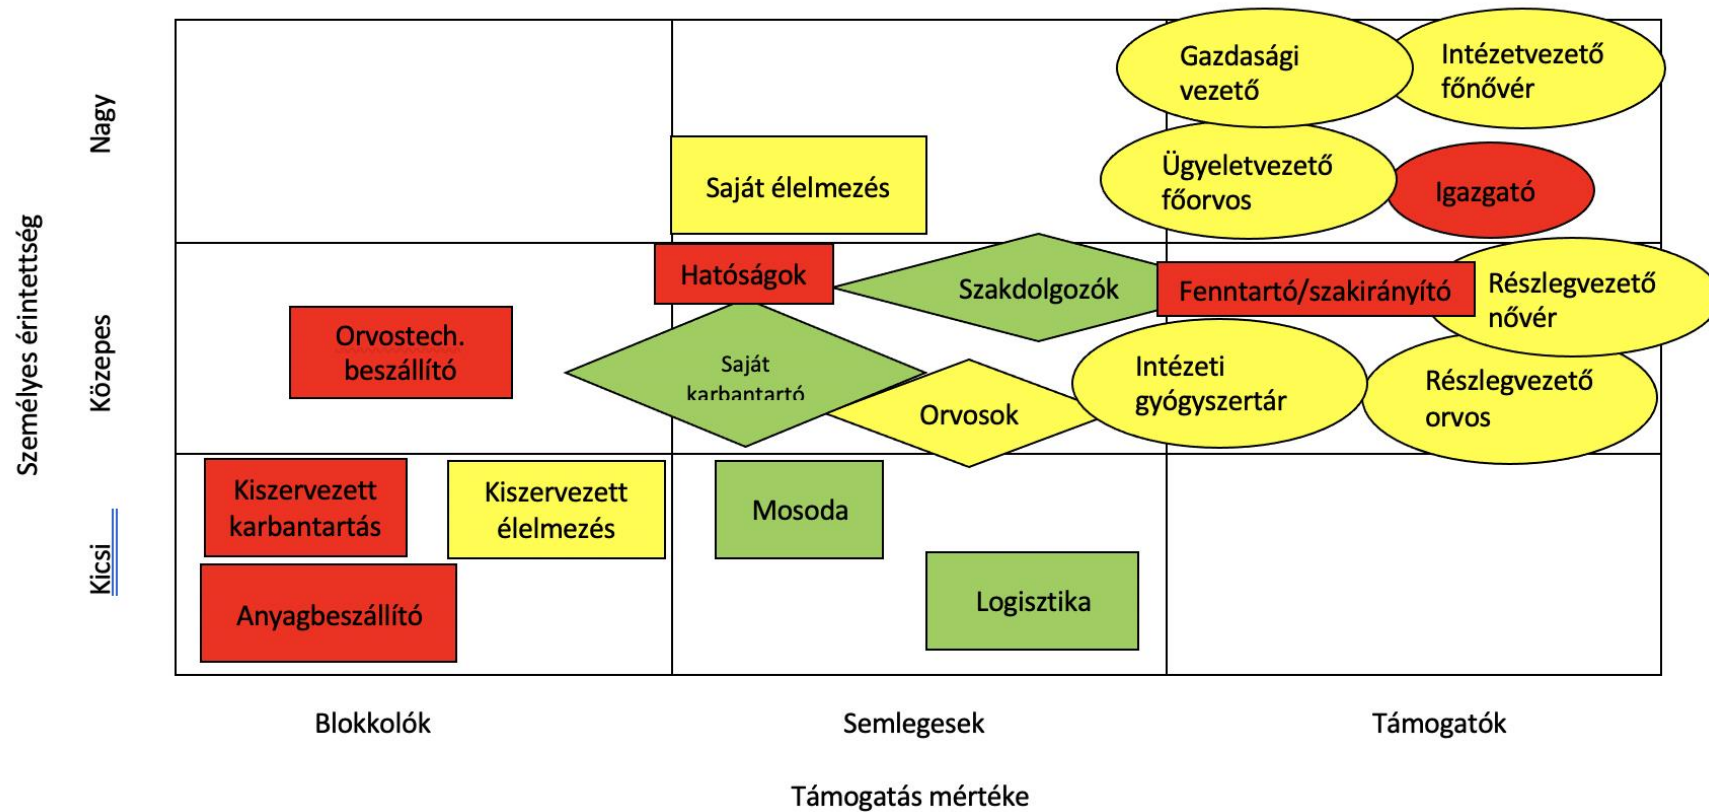 Személyes érintettség
Nagy
Közepes
Kicsi
Gazdasági
vezető
Intézetvezető
főnővér
Saját élelmezés
Ügyeletvezető
főorvos
Igazgató
Hatóságok
Szakdolgozók
Fenntartó/szakirányító
Részlegvezető
nővér
Orvostech.
beszállító
Saját
karbantartó
Orvosok
Intézeti
gyógyszertár
Részlegvezető
orvos
Kiszervezett
karbantartás
Kiszervezett
élelmezés
Mosoda
Anyagbeszállító
Logisztika
Blokkolók
Semlegesek
Támogatók
Támogatás mértéke